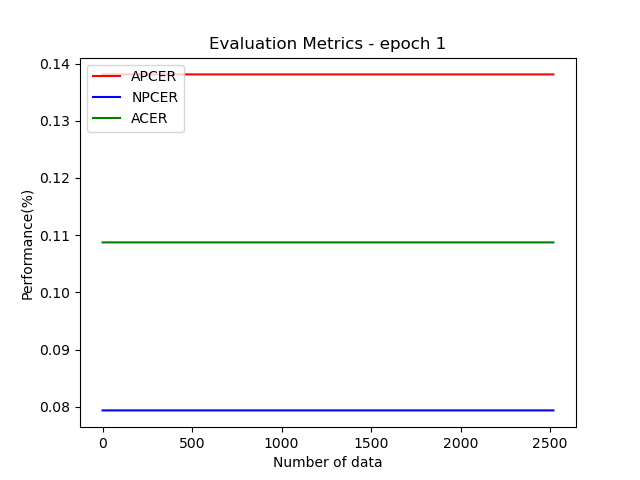 Evaluation Metrics - epoch 1
0.14
0.13
0.12
0.11
0.10
0.09
0.08
Performance(%)
APCER
NPCER
ACER
0
500
1000
1500
2000
2500
Number of data